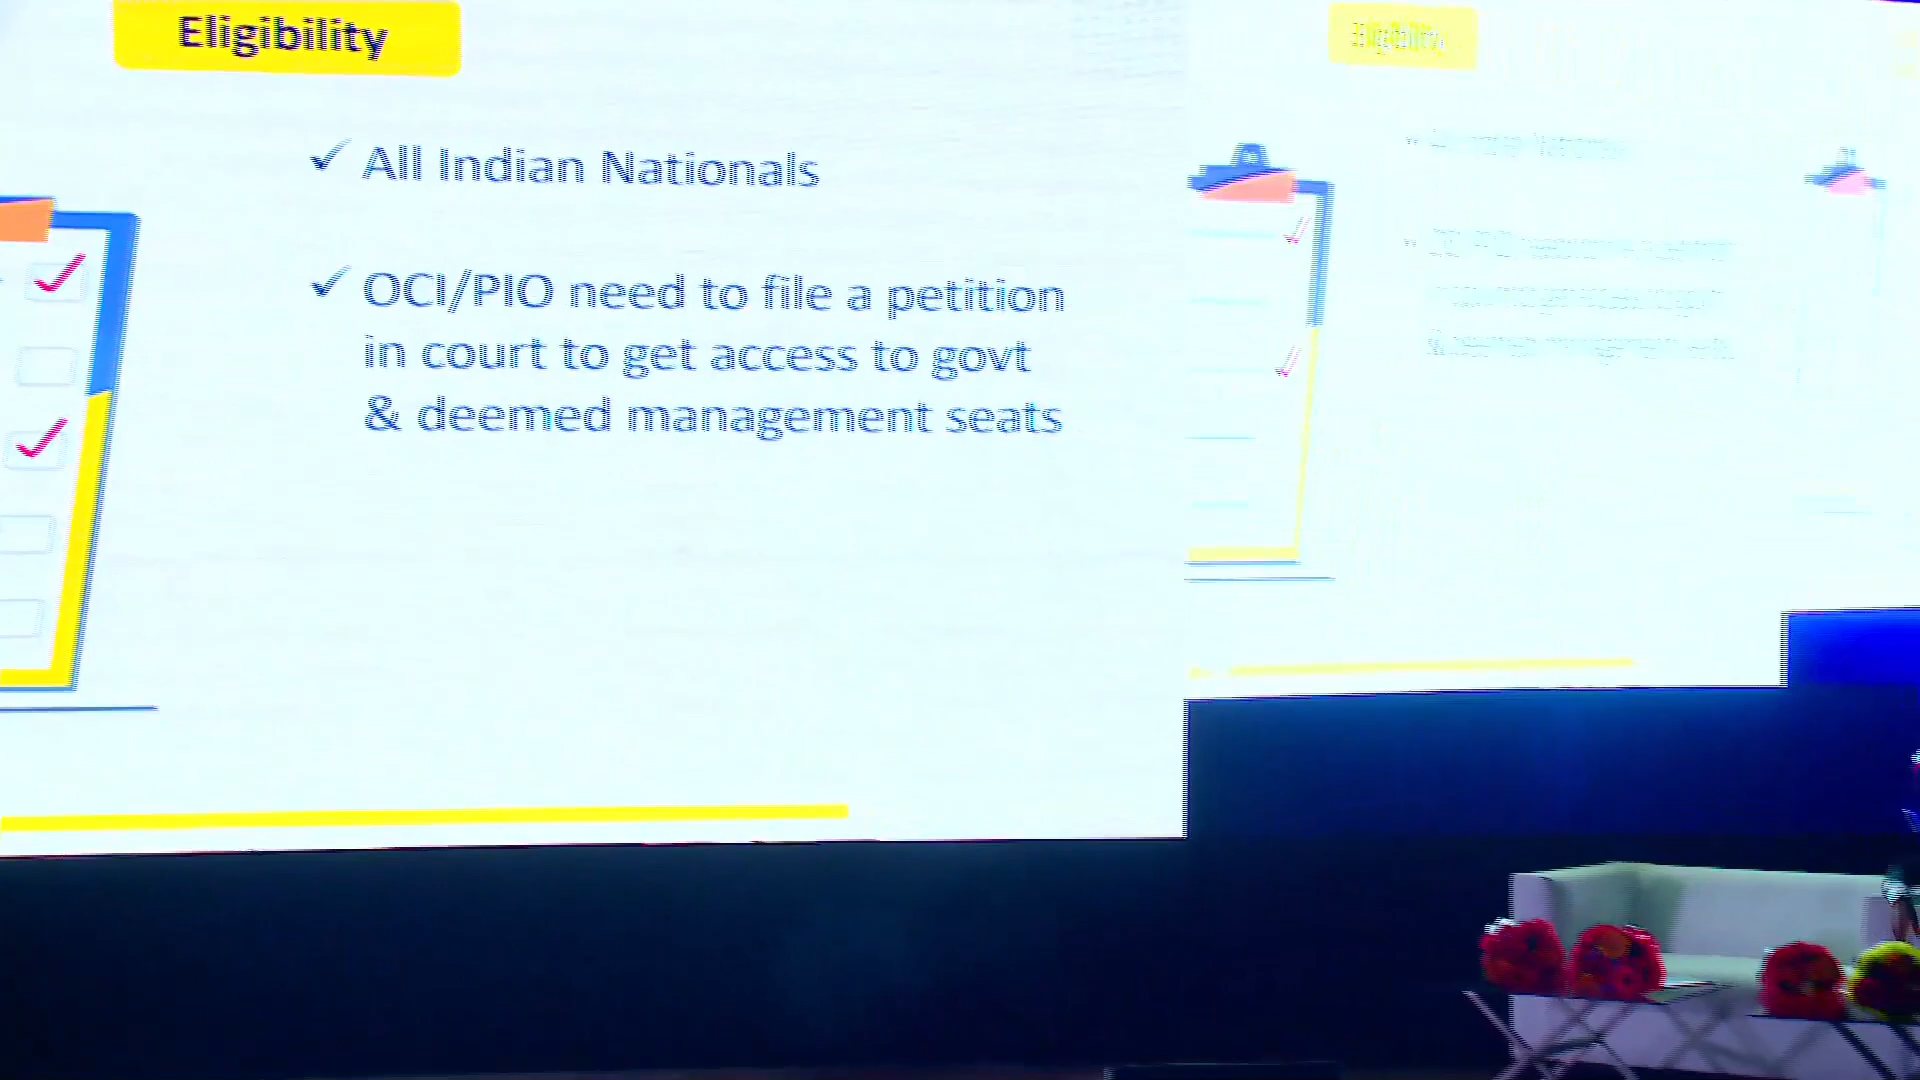 Eligibility
✓ All Indian Nationals
✓ OCI/PIO need to file a petition
in court to get access to govt
& deemed management seats
Eligibility